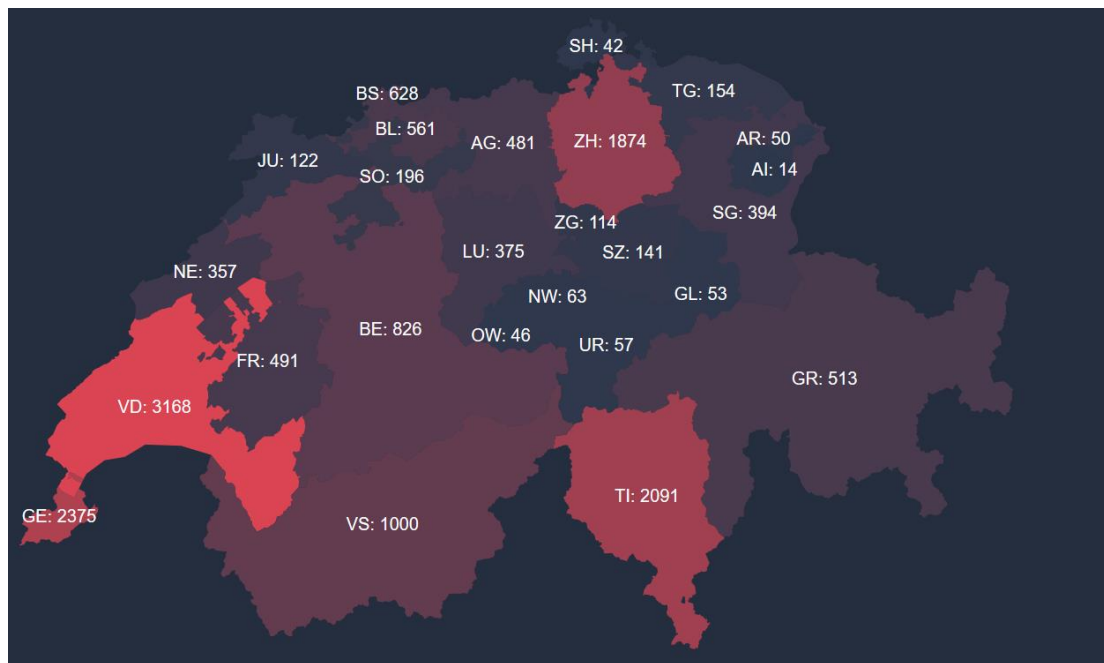 SH: 42
TG: 154
BS: 628
BL: 561
AG: 481
ZH: 1874
AR: 50
JU: 122
SO: 196
AI: 14
SG: 394
ZG: 114
LU: 375
SZ: 141
NE: 357
NW: 63
GL: 53
BE: 826
OW: 46
UR: 57
FR: 491
GR: 513
VD: 3168
TI: 2091
GE: 2375
VS: 1000